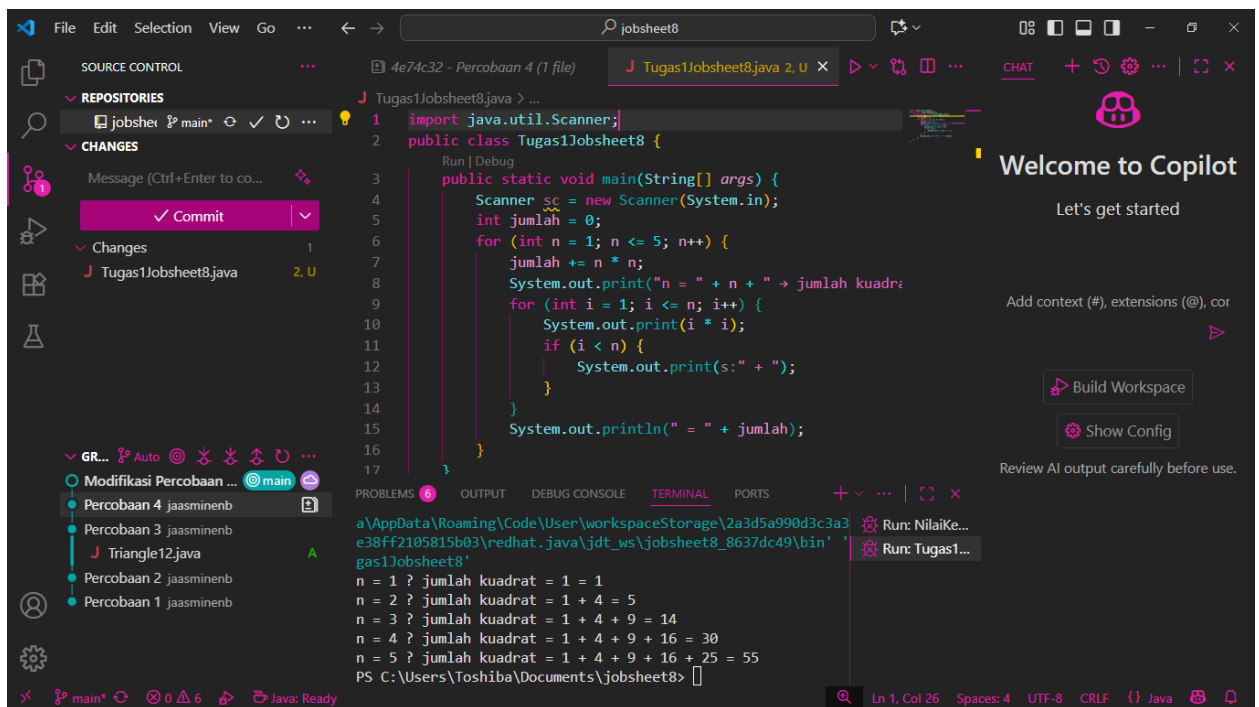 File Edit Selection View Go ... jobsheet8
SOURCE CONTROL
REPOSITORIES
jobshee main*
CHANGES
Message (Ctrl+Enter to co...
Commit
Changes 1
Tugas1Jobsheet8.java 2, U
GR... Auto
Modifikasi Percobaan ... main
Percobaan 4 jaasminenb
Percobaan 3 jaasminenb
Triangle12.java A
Percobaan 2 jaasminenb
Percobaan 1 jaasminenb
4e74c32 - Percobaan 4 (1 file) Tugas1Jobsheet8.java 2, U
Tugas1Jobsheet8.java > ...
1 import java.util.Scanner;
2 public class Tugas1Jobsheet8 {
Run | Debug
3 public static void main(String[] args) {
4 Scanner sc = new Scanner(System.in);
5 int jumlah = 0;
6 for (int n = 1; n <= 5; n++) {
7 jumlah += n * n;
8 System.out.print("n = " + n + " → jumlah kuadra
9 for (int i = 1; i <= n; i++) {
10 System.out.print(i * i);
11 if (i < n) {
12 System.out.print(s:" + ");
13 }
14 }
15 System.out.println(" = " + jumlah);
16 }
17 }
PROBLEMS 6 OUTPUT DEBUG CONSOLE TERMINAL PORTS
a\AppData\Roaming\Code\User\workspaceStorage\2a3d5a990d3c3a3
e38ff2105815b03\redhat.java\jdt_ws\jobsheet8_8637dc49\bin' '
gas1Jobsheet8'
n = 1 ? jumlah kuadrat = 1 = 1
n = 2 ? jumlah kuadrat = 1 + 4 = 5
n = 3 ? jumlah kuadrat = 1 + 4 + 9 = 14
n = 4 ? jumlah kuadrat = 1 + 4 + 9 + 16 = 30
n = 5 ? jumlah kuadrat = 1 + 4 + 9 + 16 + 25 = 55
PS C:\Users\Toshiba\Documents\jobsheet8>
Run: NilaiKe...
Run: Tugas1...
CHAT
Welcome to Copilot
Let's get started
Add context (#), extensions (@), cor
Build Workspace
Show Config
Review AI output carefully before use.
main* 0 6 Java: Ready Ln 1, Col 26 Spaces: 4 UTF-8 CRLF {} Java